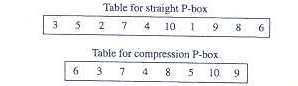 Table for straight P-box
3 5 2 7 4 10 1 9 8 6
Table for compression P-box
6 3 7 4 8 5 10 9